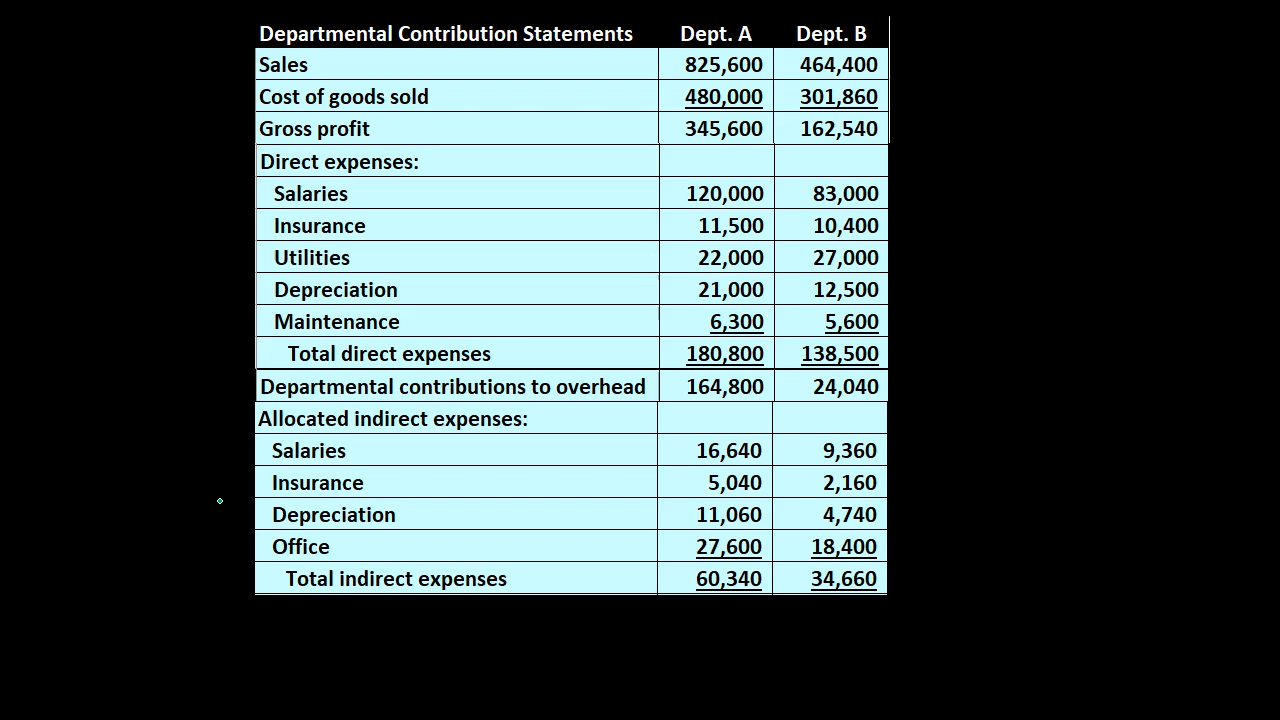 Departmental Contribution Statements Dept. A Dept. B
Sales 825,600 464,400
Cost of goods sold 480,000 301,860
Gross profit 345,600 162,540
Direct expenses:
Salaries 120,000 83,000
Insurance 11,500 10,400
Utilities 22,000 27,000
Depreciation 21,000 12,500
Maintenance 6,300 5,600
Total direct expenses 180,800 138,500
Departmental contributions to overhead 164,800 24,040
Allocated indirect expenses:
Salaries 16,640 9,360
Insurance 5,040 2,160
Depreciation 11,060 4,740
Office 27,600 18,400
Total indirect expenses 60,340 34,660